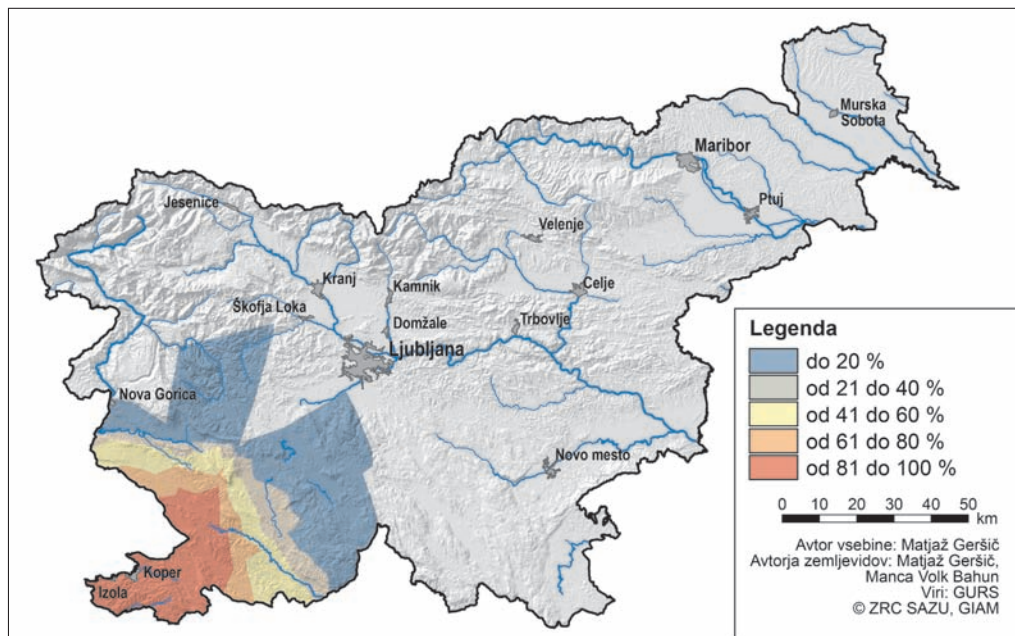 Murska
Sobota
Maribor
Jesenice
Ptuj
Velenje
Kranj
Kamnik
Celje
Škofja Loka
Domžale
Trbovlje
Ljubljana
Nova Gorica
Novo mesto
Koper
Izola
Legenda
do 20 %
od 21 do 40 %
od 41 do 60 %
od 61 do 80 %
od 81 do 100 %
0 10 20 30 40 50
km
Avtor vsebine: Matjaž Geršič
Avtorja zemljevidov: Matjaž Geršič,
Manca Volk Bahun
Viri: GURS
© ZRC SAZU, GIAM